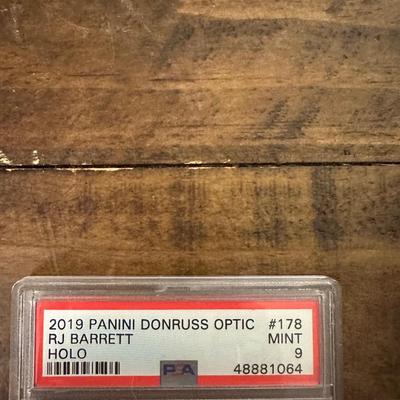 2019 PANINI DONRUSS OPTIC #178
RJ BARRETT MINT
HOLO 9
PSA 48881064